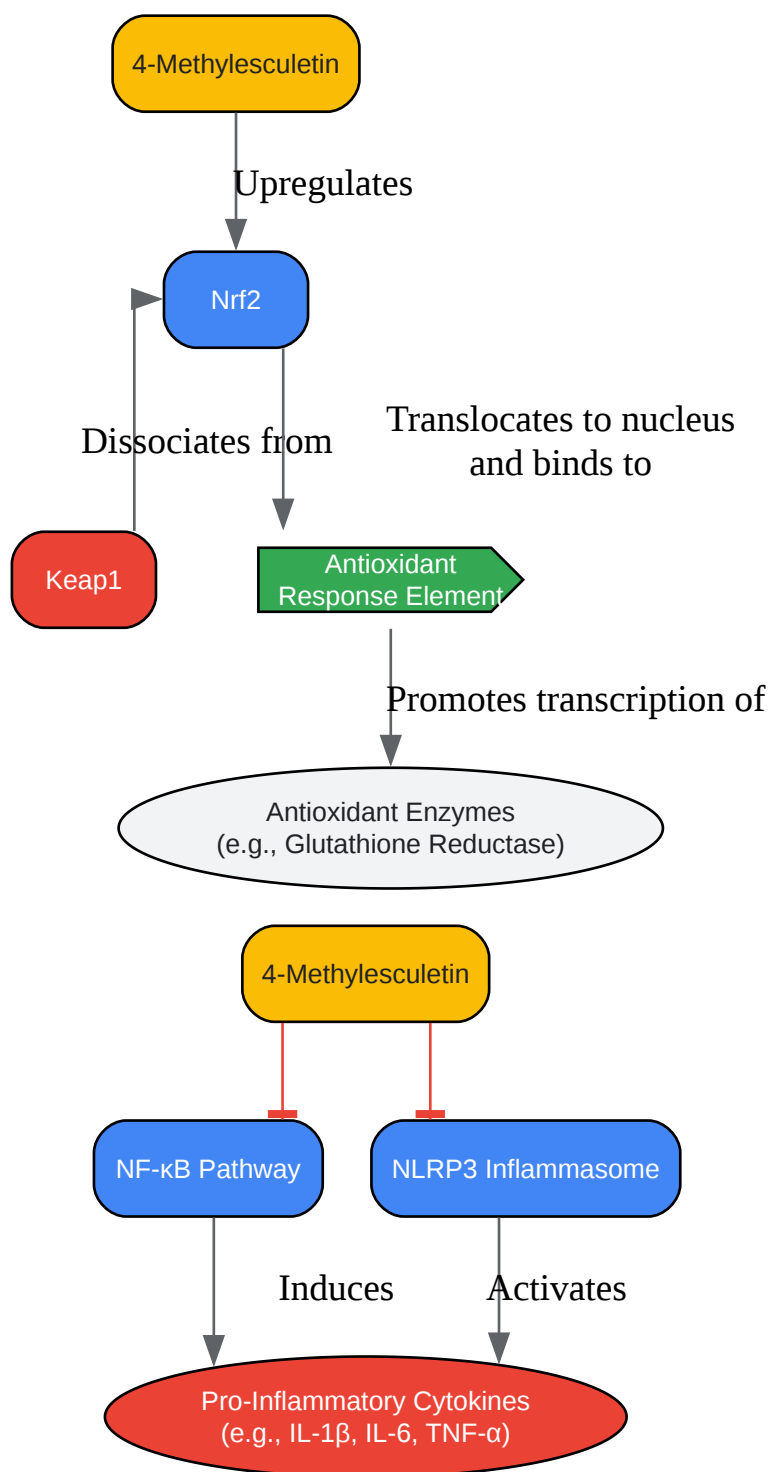 4-Methylesculetin
Upregulates
Nrf2
Dissociates from
Translocates to nucleus
and binds to
Keap1
Antioxidant
Response Element
Promotes transcription of
Antioxidant Enzymes
(e.g., Glutathione Reductase)
4-Methylesculetin
NF-κB Pathway
NLRP3 Inflammasome
Induces
Activates
Pro-Inflammatory Cytokines
(e.g., IL-1β, IL-6, TNF-α)